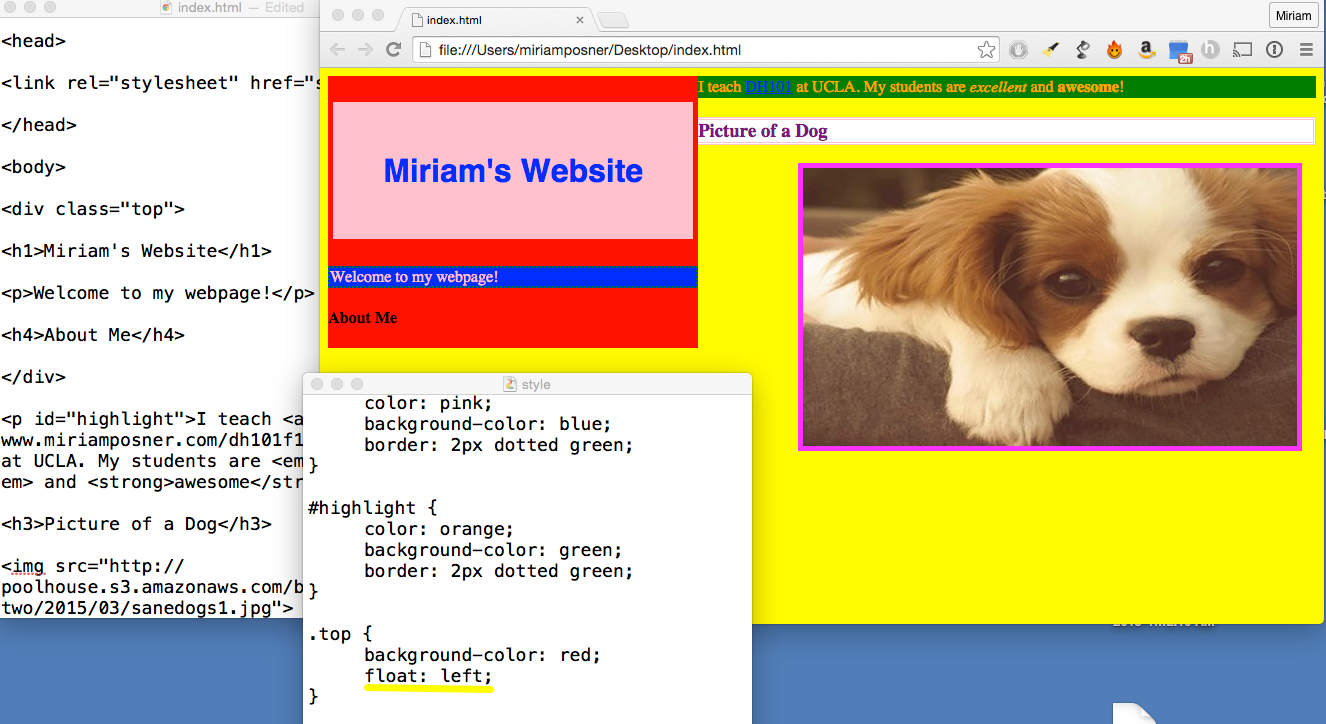 index.html — Edited
<head>
<link rel="stylesheet" href="s
</head>
<body>
<div class="top">
<h1>Miriam's Website</h1>
<p>Welcome to my webpage!</p>
<h4>About Me</h4>
</div>
<p id="highlight">I teach <a
www.miriamposner.com/dh101f1
at UCLA. My students are <em
em> and <strong>awesome</str
<h3>Picture of a Dog</h3>
<img src="http://
poolhouse.s3.amazonaws.com/b
two/2015/03/sanedogs1.jpg">
index.html
Miriam
file:///Users/miriamposner/Desktop/index.html
2h
Miriam's Website
Welcome to my webpage!
About Me
I teach DH101 at UCLA. My students are excellent and awesome!
Picture of a Dog
style
color: pink;
background-color: blue;
border: 2px dotted green;
}
#highlight {
color: orange;
background-color: green;
border: 2px dotted green;
}
.top {
background-color: red;
float: left;
}